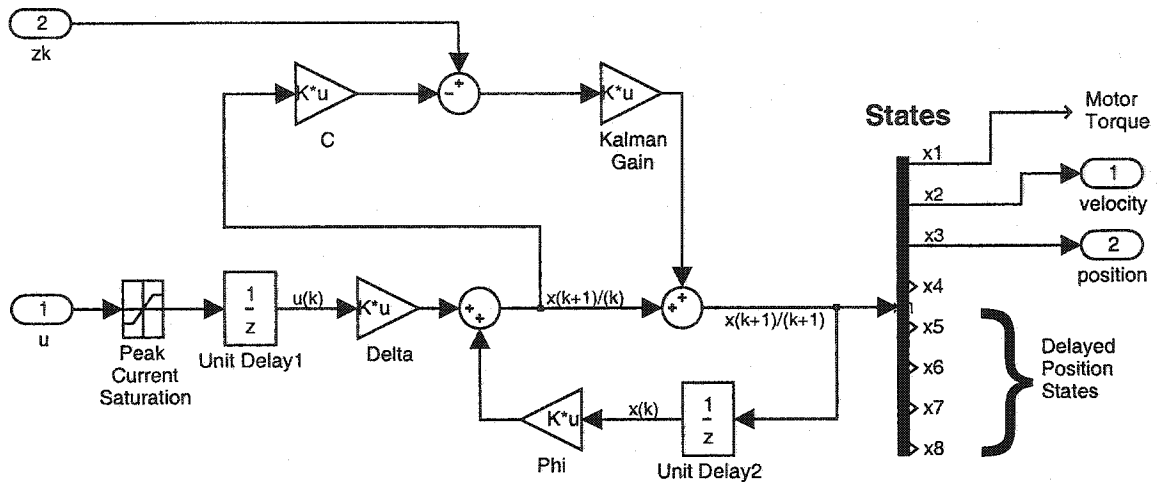 2
zk
K*u
C
- +
K*u
Kalman
Gain
States
Motor
Torque
x1
1
velocity
x2
x3
2
position
x4
x5
x6
x7
x8
Delayed
Position
States
1
u
Peak
Current
Saturation
1
z
Unit Delay1
u(k)
K*u
Delta
+
+
x(k+1)/(k)
+
+
x(k+1)/(k+1)
K*u
Phi
x(k)
1
z
Unit Delay2